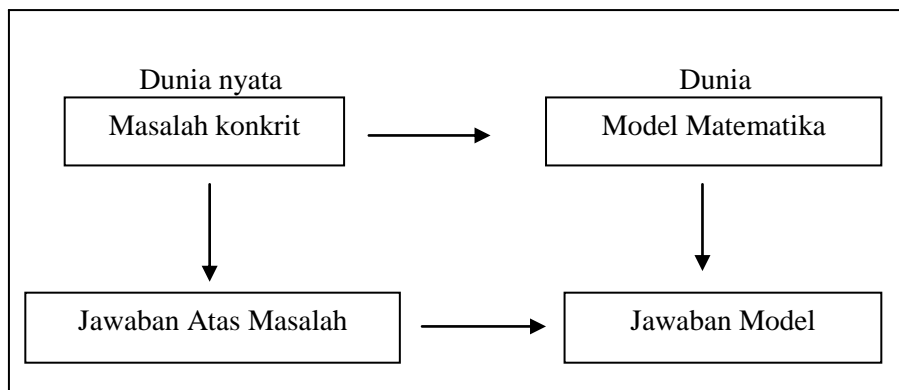 Dunia nyata
Dunia
Masalah konkrit
Model Matematika
Jawaban Atas Masalah
Jawaban Model